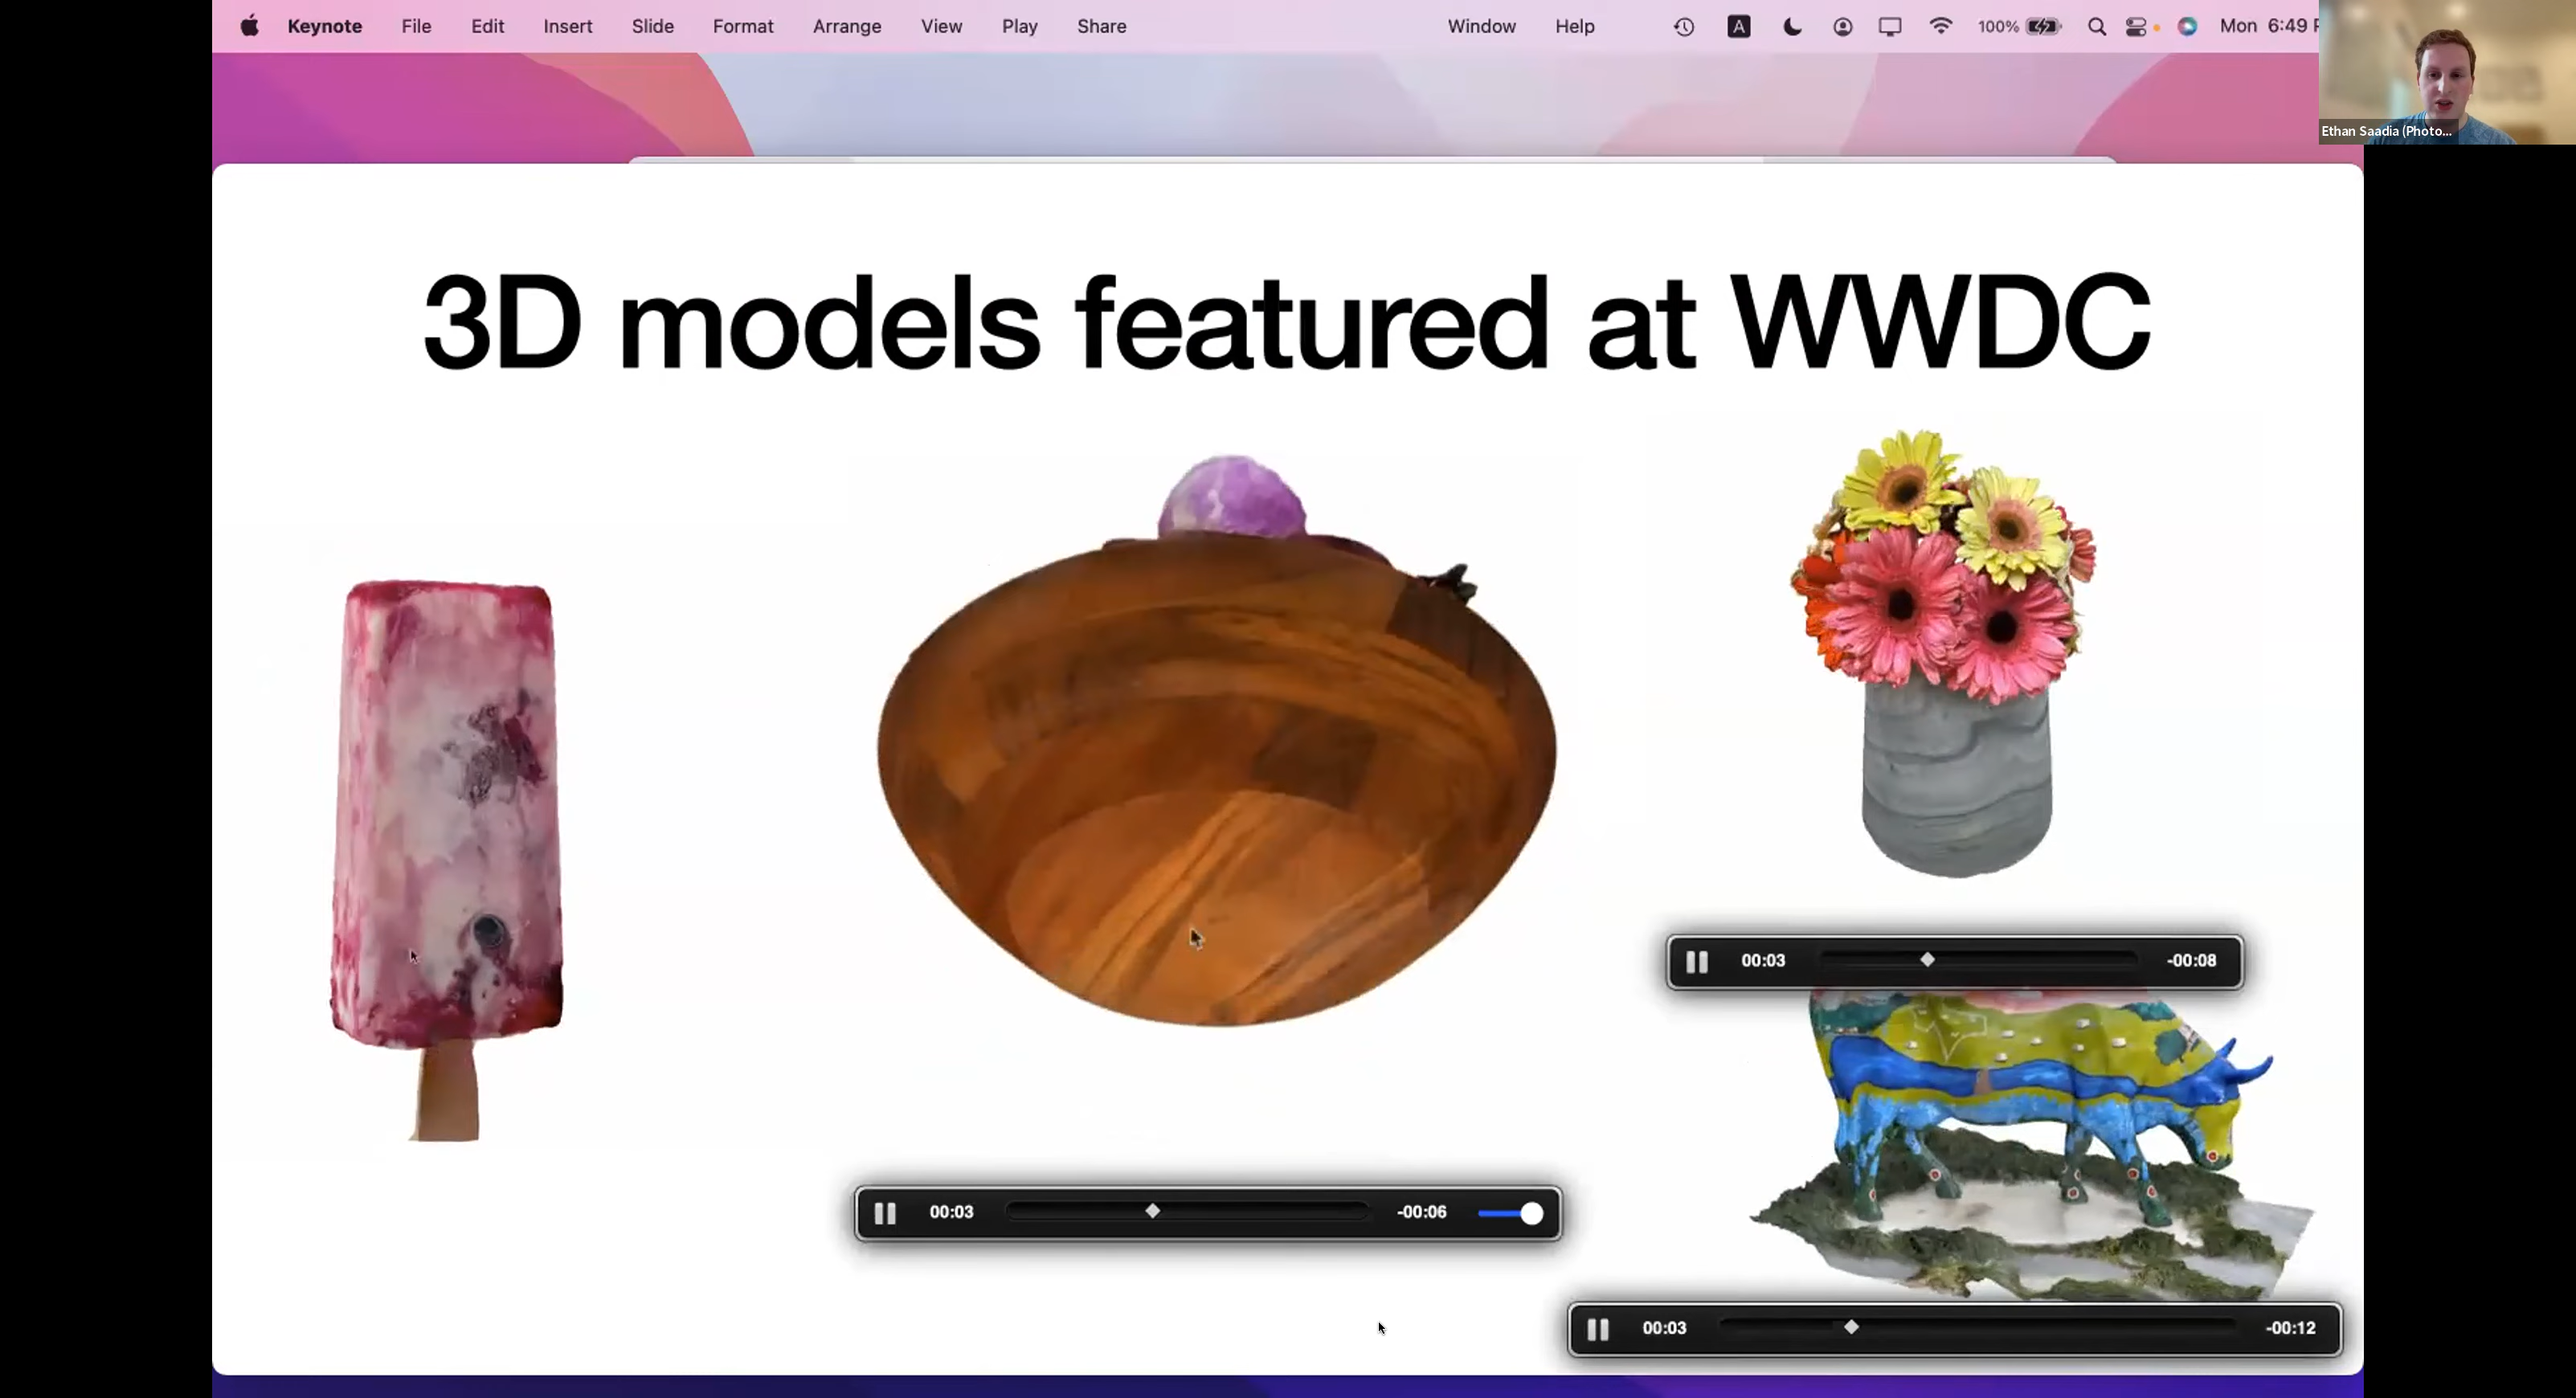 Keynote File Edit Insert Slide Format Arrange View Play Share Window Help A 100% Mon 6:49
Ethan Saadia (Photo...
3D models featured at WWDC
00:03 -00:08
00:03 -00:06
00:03 -00:12